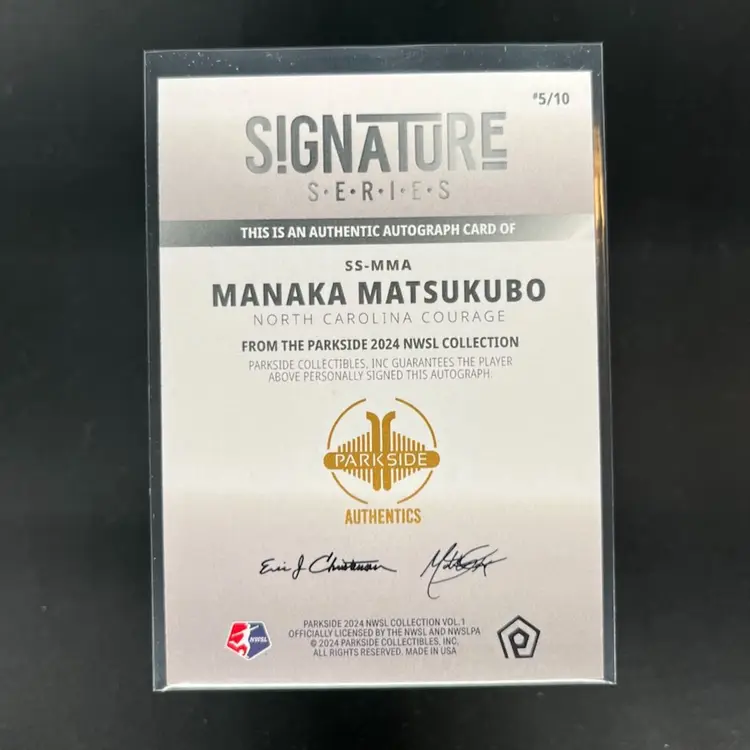 #5/10
SIGNATURE
S•E•R•I•E•S
THIS IS AN AUTHENTIC AUTOGRAPH CARD OF
SS-MMA
MANAKA MATSUKUBO
NORTH CAROLINA COURAGE
FROM THE PARKSIDE 2024 NWSL COLLECTION
PARKSIDE COLLECTIBLES, INC GUARANTEES THE PLAYER
ABOVE PERSONALLY SIGNED THIS AUTOGRAPH.
PARKSIDE
AUTHENTICS
Eric J. Christensen
NWSL
PARKSIDE 2024 NWSL COLLECTION VOL.1
OFFICIALLY LICENSED BY THE NWSL AND NWSLPA
© 2024 PARKSIDE COLLECTIBLES, INC.
ALL RIGHTS RESERVED. MADE IN USA